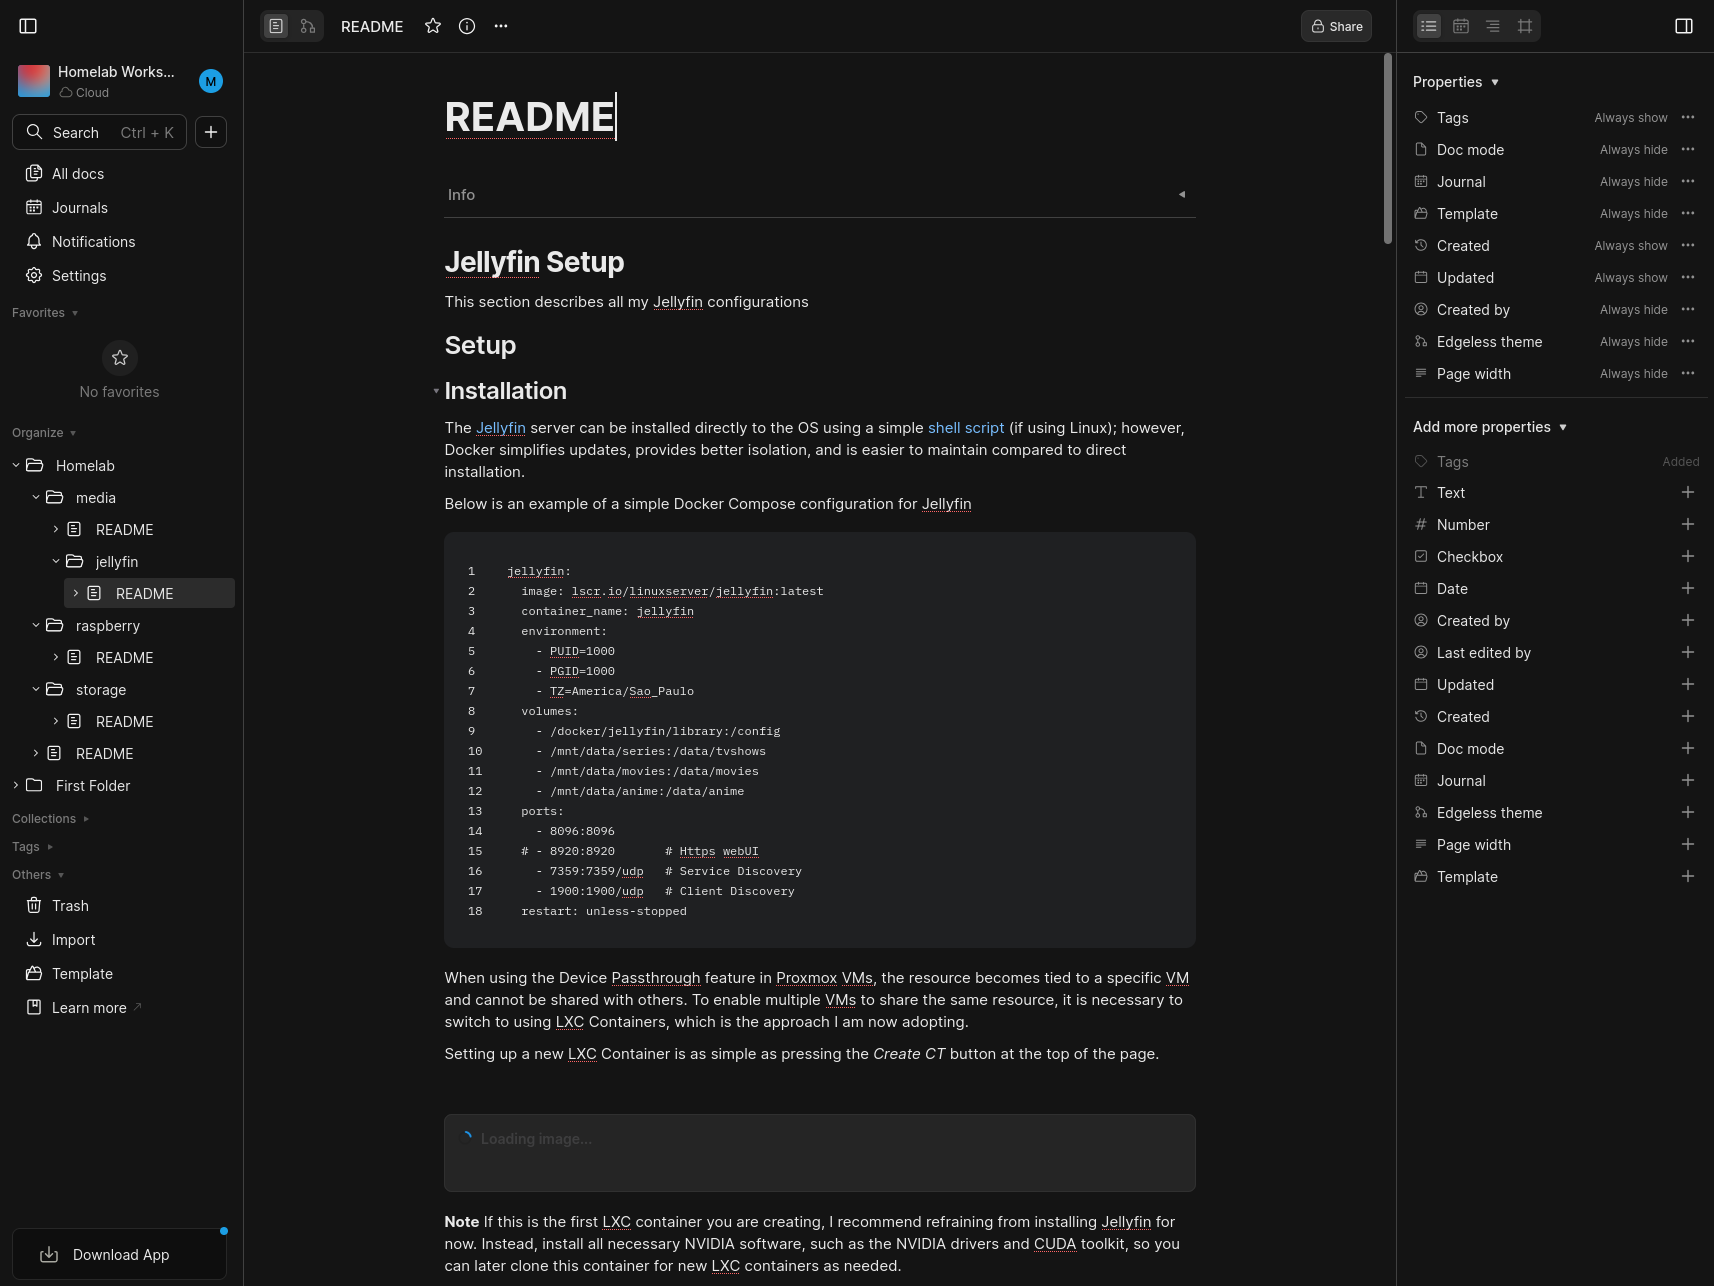 Homelab Works...
Cloud
M
Search Ctrl + K
All docs
Journals
Notifications
Settings
Favorites
No favorites
Organize
Homelab
media
README
jellyfin
README
raspberry
README
storage
README
README
First Folder
Collections
Tags
Others
Trash
Import
Template
Learn more
Download App
README
Share
README
Info
Jellyfin Setup
This section describes all my Jellyfin configurations
Setup
Installation
The Jellyfin server can be installed directly to the OS using a simple shell script (if using Linux); however,
Docker simplifies updates, provides better isolation, and is easier to maintain compared to direct
installation.
Below is an example of a simple Docker Compose configuration for Jellyfin
1 jellyfin:
2 image: lscr.io/linuxserver/jellyfin:latest
3 container_name: jellyfin
4 environment:
5 - PUID=1000
6 - PGID=1000
7 - TZ=America/Sao_Paulo
8 volumes:
9 - /docker/jellyfin/library:/config
10 - /mnt/data/series:/data/tvshows
11 - /mnt/data/movies:/data/movies
12 - /mnt/data/anime:/data/anime
13 ports:
14 - 8096:8096
15 # - 8920:8920 # Https webUI
16 - 7359:7359/udp # Service Discovery
17 - 1900:1900/udp # Client Discovery
18 restart: unless-stopped
When using the Device Passthrough feature in Proxmox VMs, the resource becomes tied to a specific VM
and cannot be shared with others. To enable multiple VMs to share the same resource, it is necessary to
switch to using LXC Containers, which is the approach I am now adopting.
Setting up a new LXC Container is as simple as pressing the Create CT button at the top of the page.
Loading image...
Note If this is the first LXC container you are creating, I recommend refraining from installing Jellyfin for
now. Instead, install all necessary NVIDIA software, such as the NVIDIA drivers and CUDA toolkit, so you
can later clone this container for new LXC containers as needed.
Properties
Tags Always show
Doc mode Always hide
Journal Always hide
Template Always hide
Created Always show
Updated Always show
Created by Always hide
Edgeless theme Always hide
Page width Always hide
Add more properties
Tags Added
Text
Number
Checkbox
Date
Created by
Last edited by
Updated
Created
Doc mode
Journal
Edgeless theme
Page width
Template